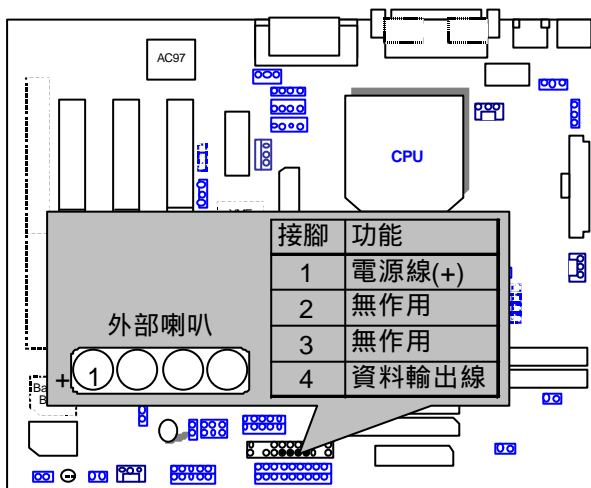 AC97
CPU
接腳 功能
1 電源線(+)
2 無作用
3 無作用
4 資料輸出線
外部喇叭
+ 1
Ba
B